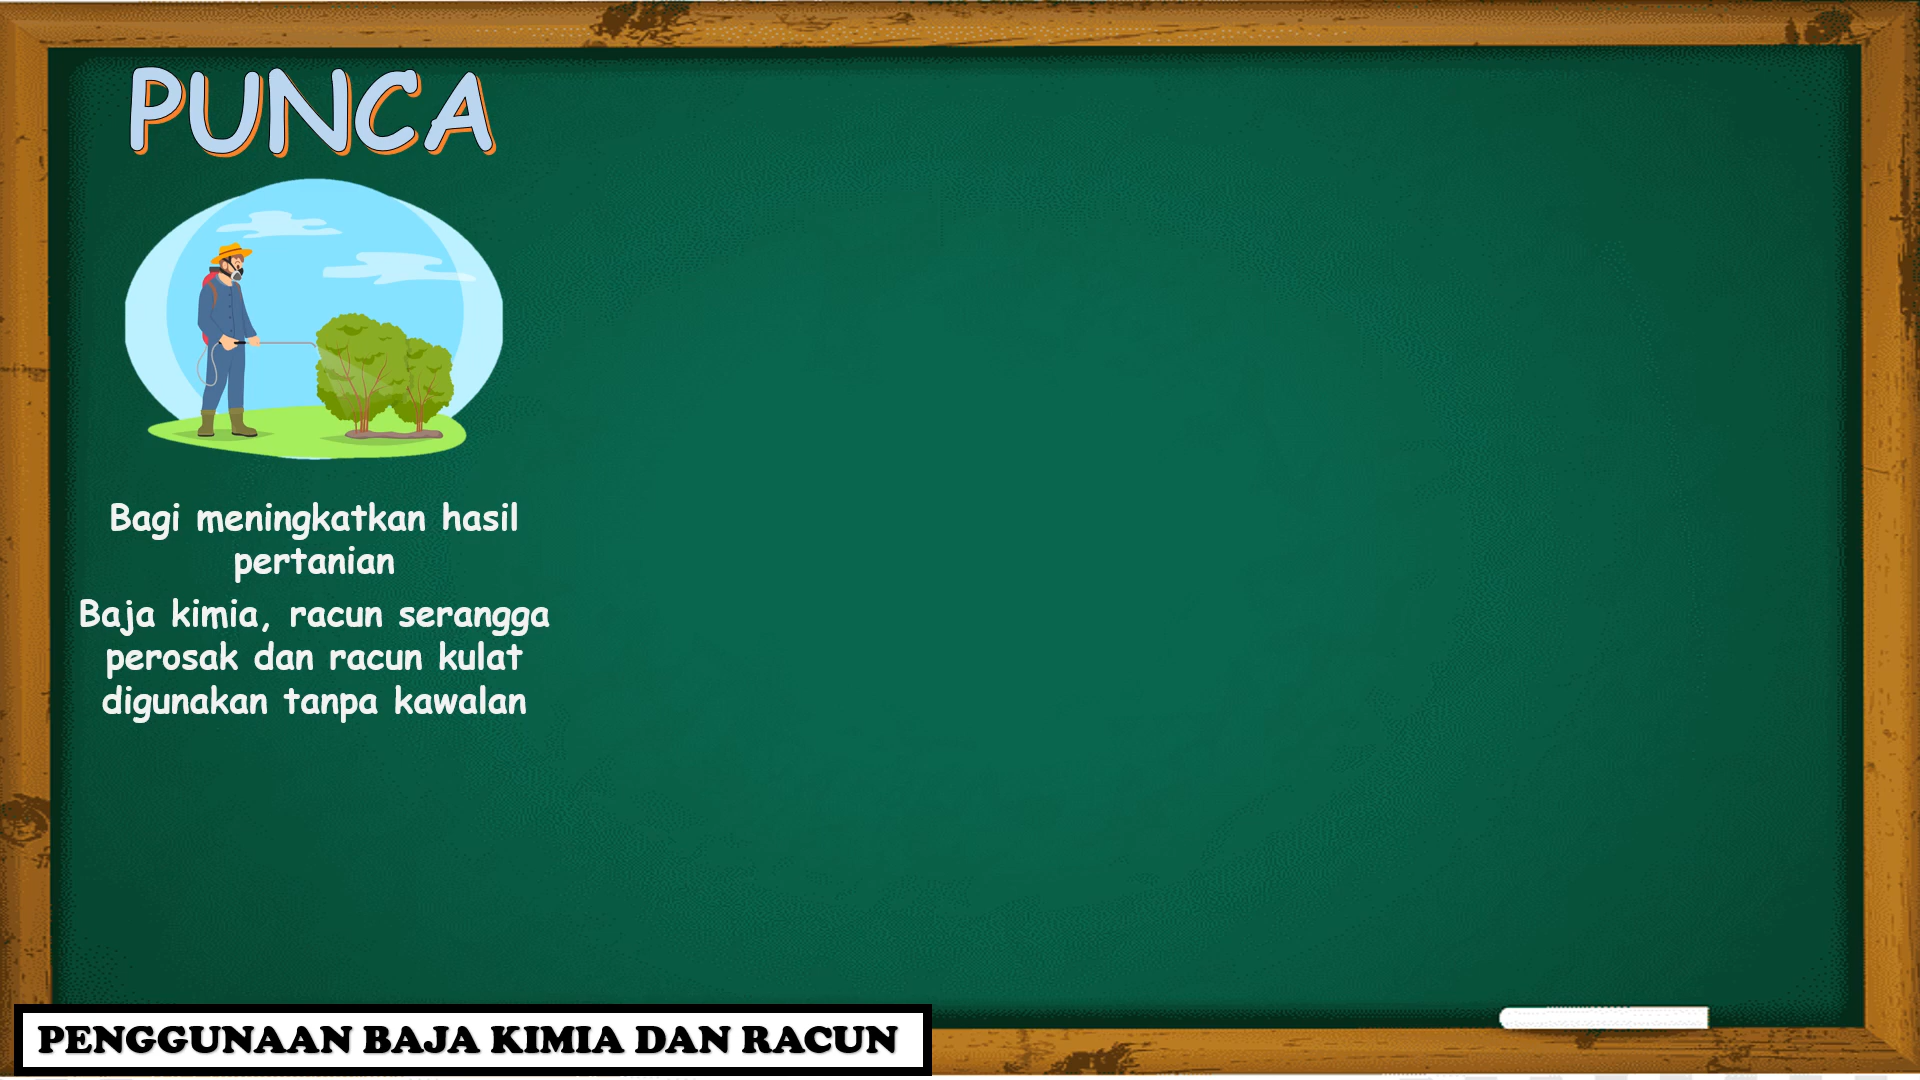 PUNCA
Bagi meningkatkan hasil
pertanian
Baja kimia, racun serangga
perosak dan racun kulat
digunakan tanpa kawalan
PENGGUNAAN BAJA KIMIA DAN RACUN